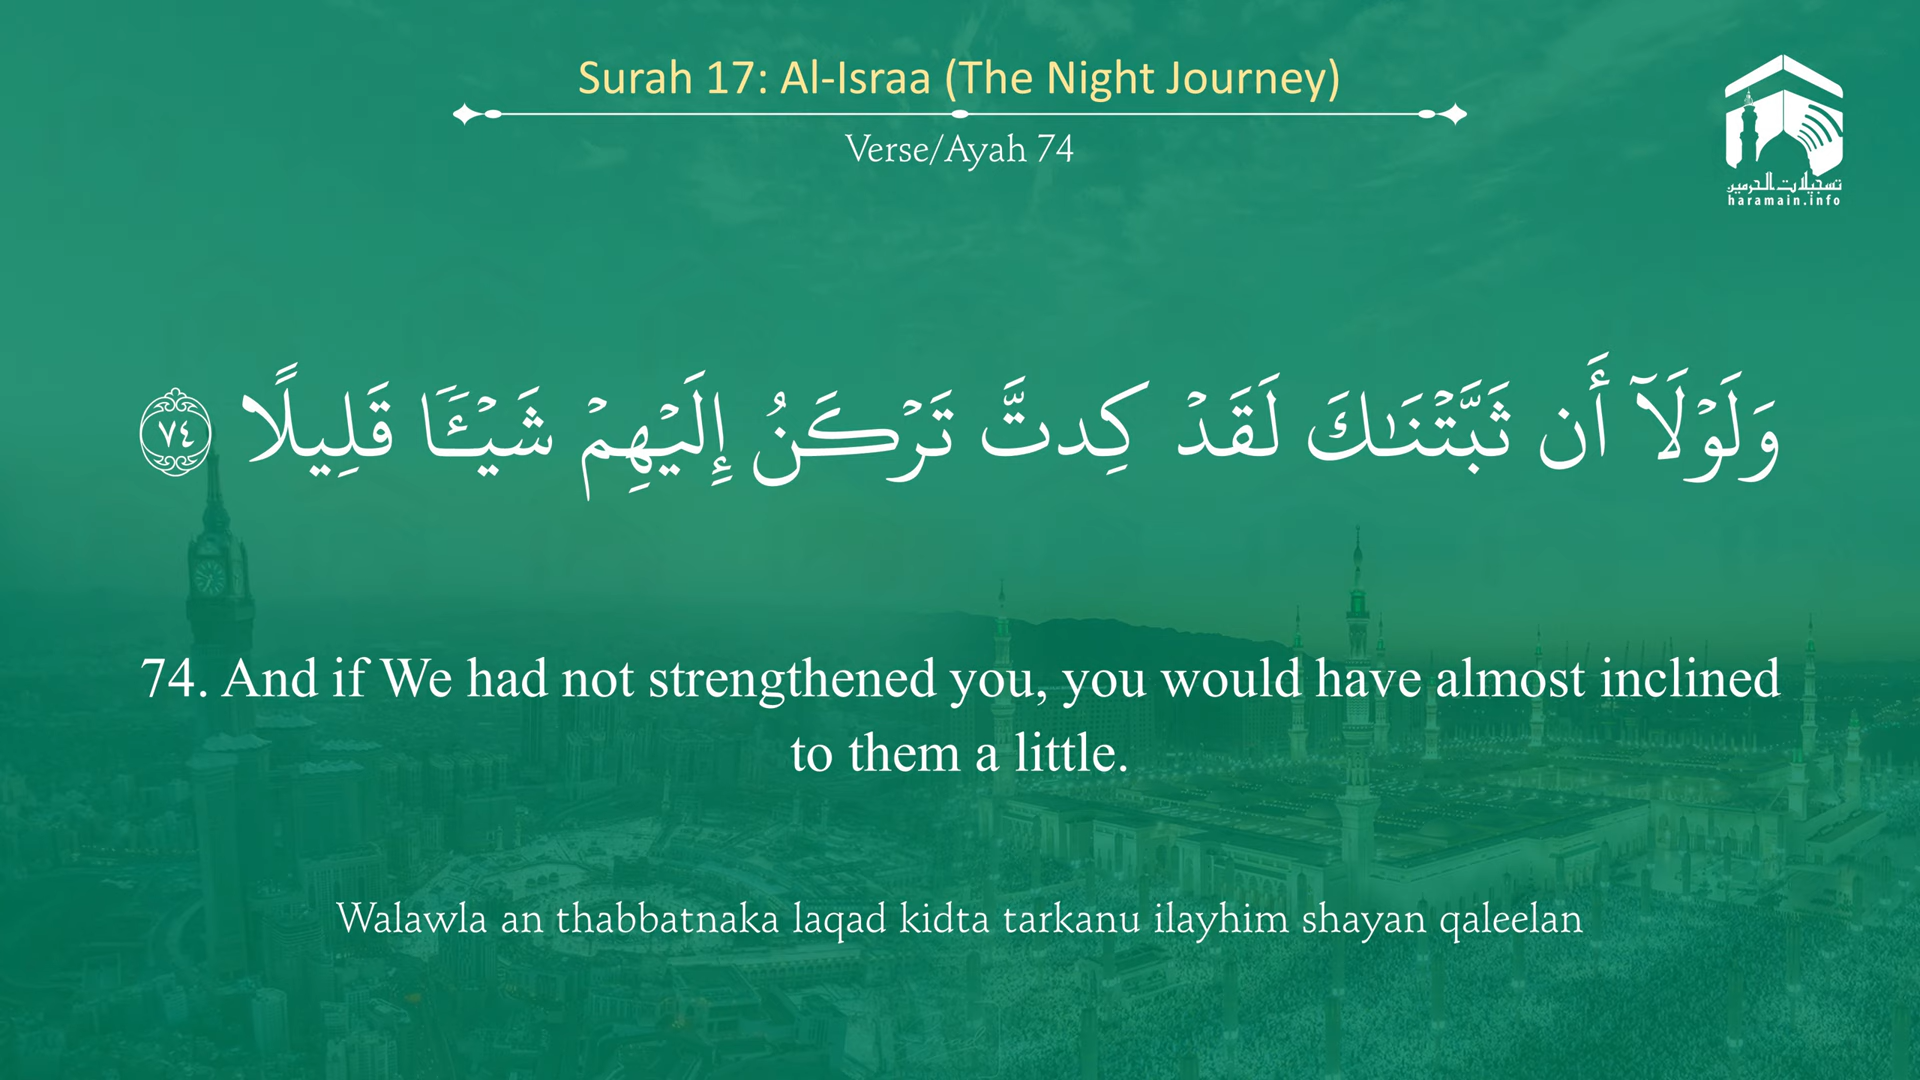 Surah 17: Al-Israa (The Night Journey)
Verse/Ayah 74
تسجيلات الحرمين
haramain.info
وَلَوْلَآ أَن ثَبَّتْنَـٰكَ لَقَدْ كِدتَّ تَرْكَنُ إِلَيْهِمْ شَيْـًٔا قَلِيلًا ٧٤
74. And if We had not strengthened you, you would have almost inclined
to them a little.
Walawla an thabbatnaka laqad kidta tarkanu ilayhim shayan qaleelan